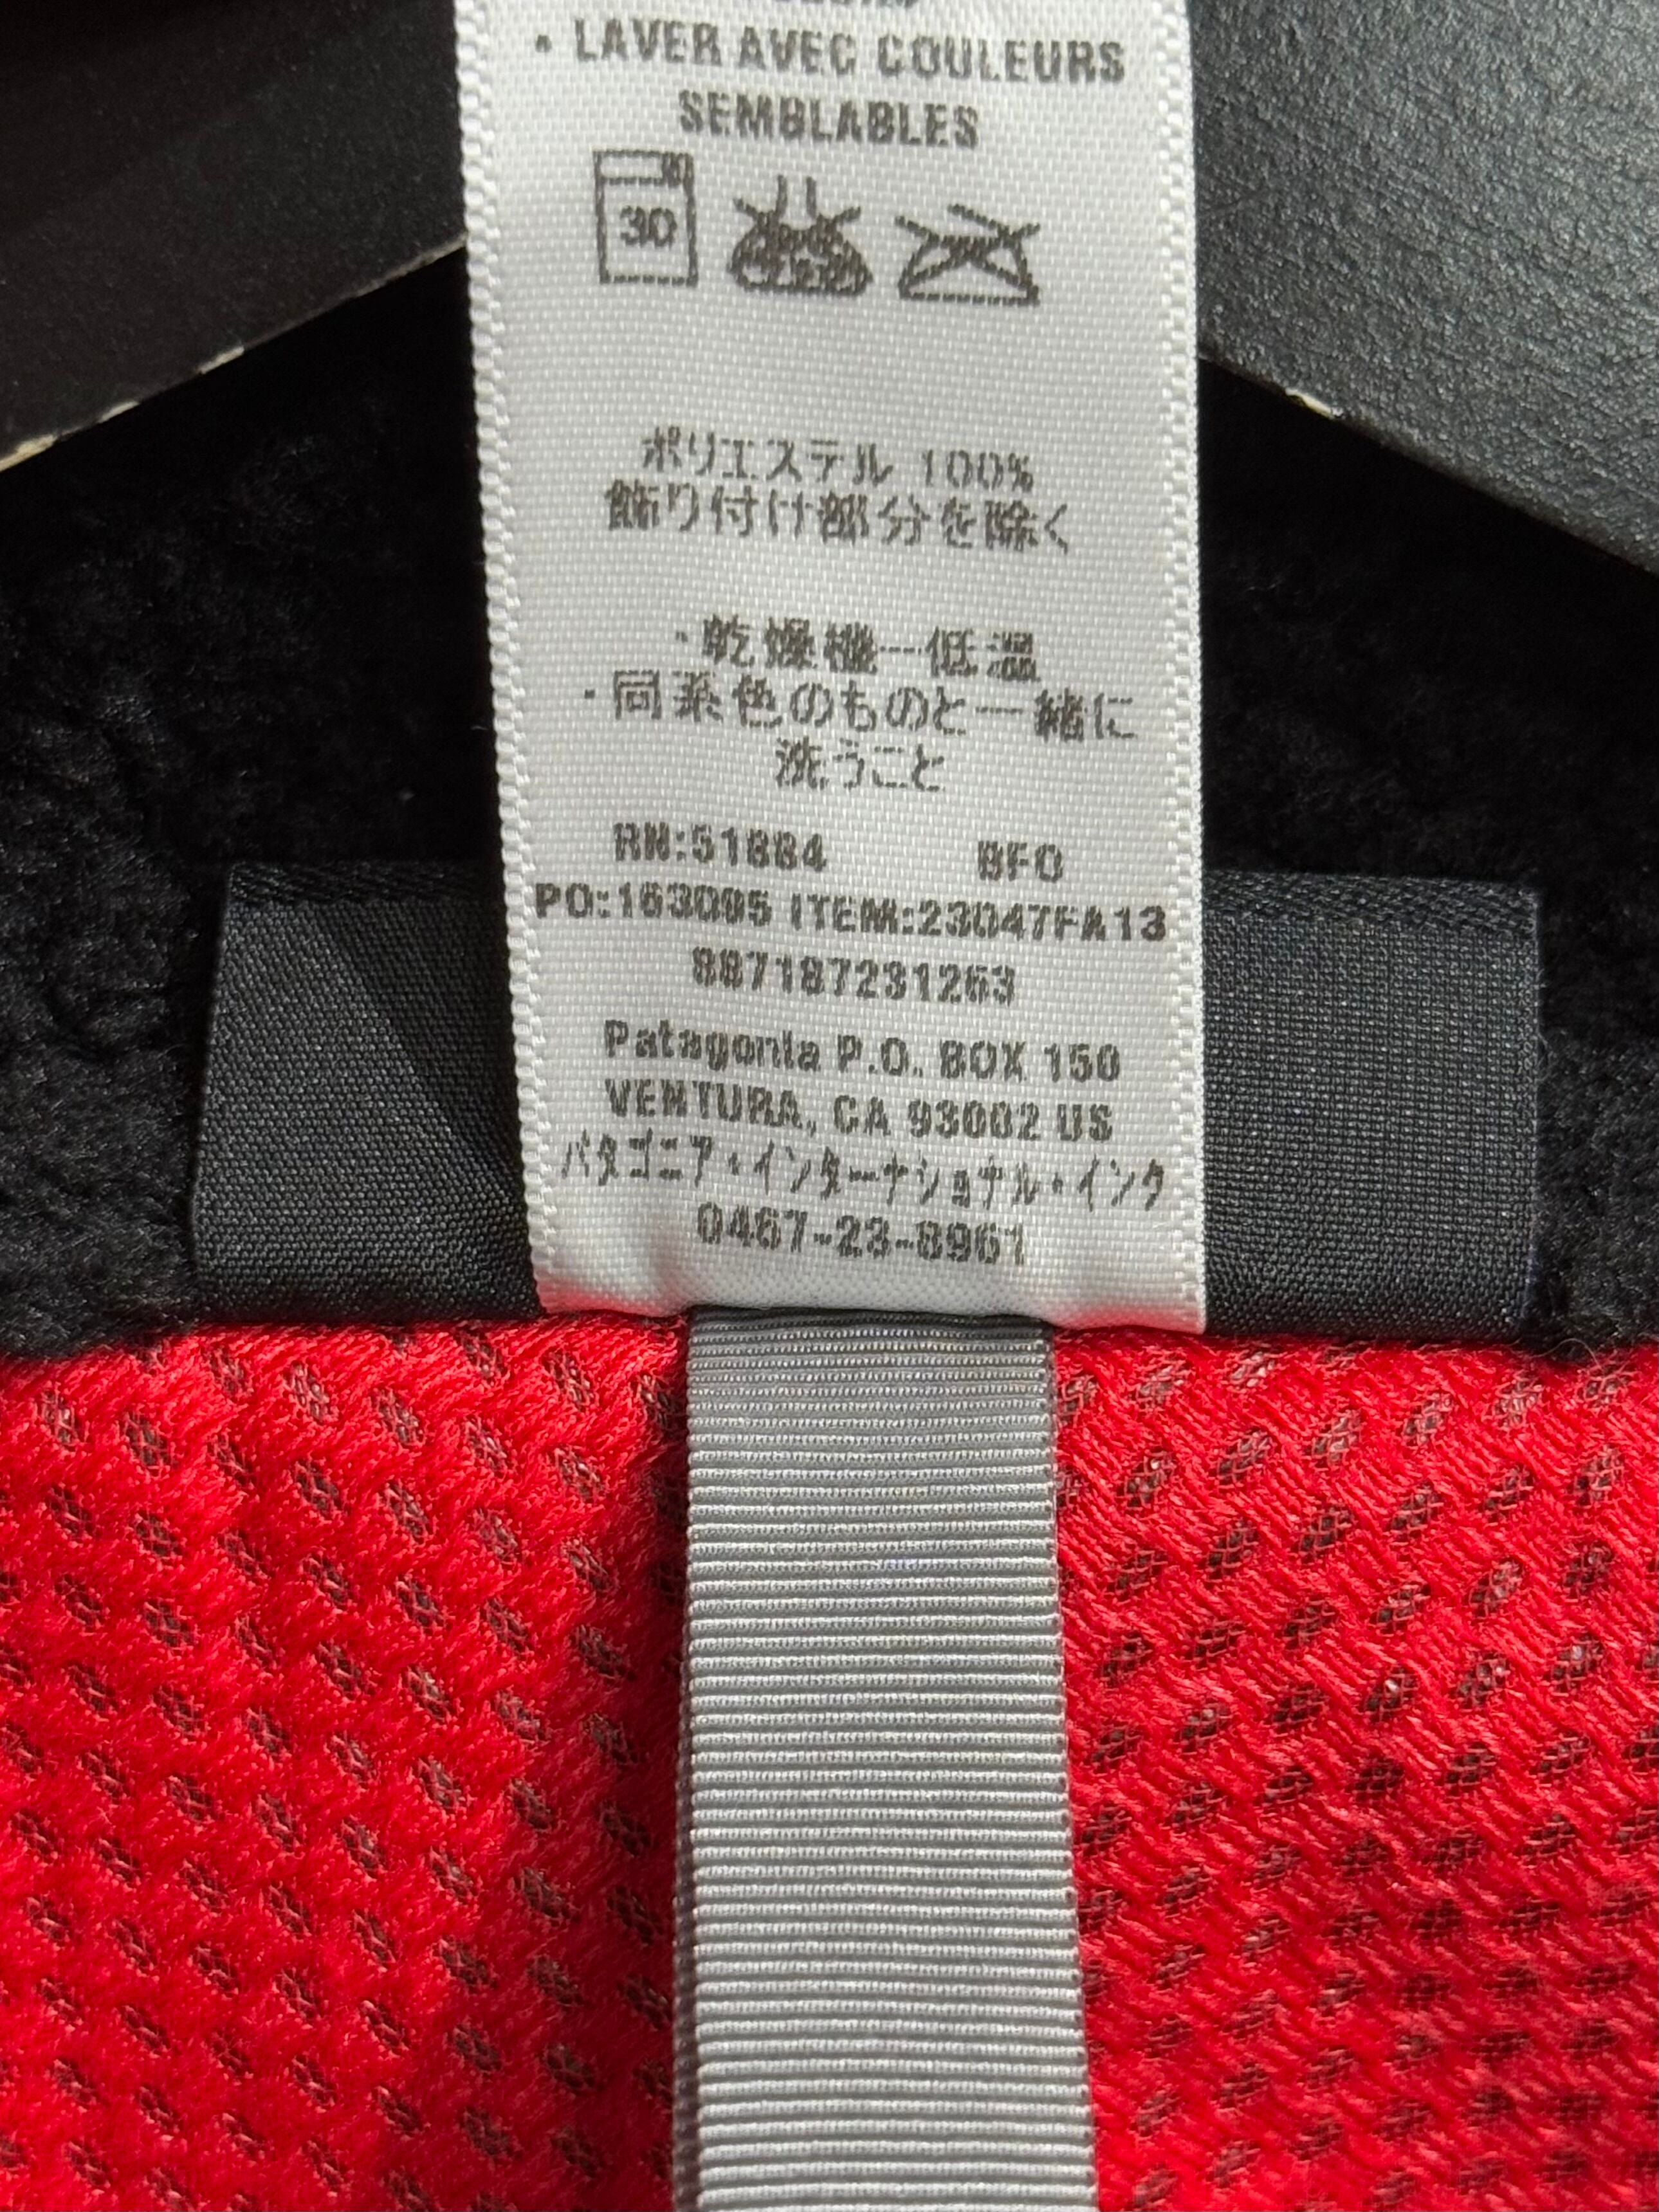 • LAVER AVEC COULEURS
SEMBLABLES
30
ポリエステル 100%
飾り付け部分を除く
・乾燥機―低温
・同系色のものと一緒に
洗うこと
RN:51884 BFO
PO:163095 ITEM:23047FA13
887187231263
Patagonia P.O. BOX 150
VENTURA, CA 93002 US
パタゴニア・インターナショナル・インク
0467-23-8961